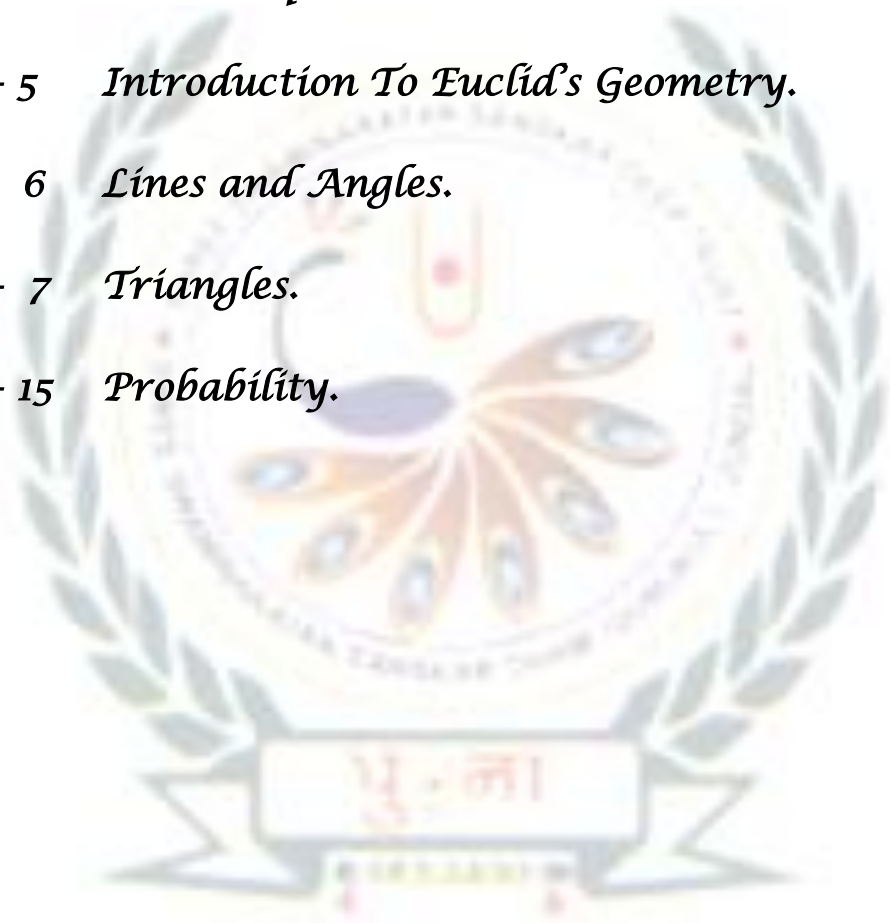 - 5 Introduction To Euclid's Geometry.
6 Lines and Angles.
- 7 Triangles.
- 15 Probability.